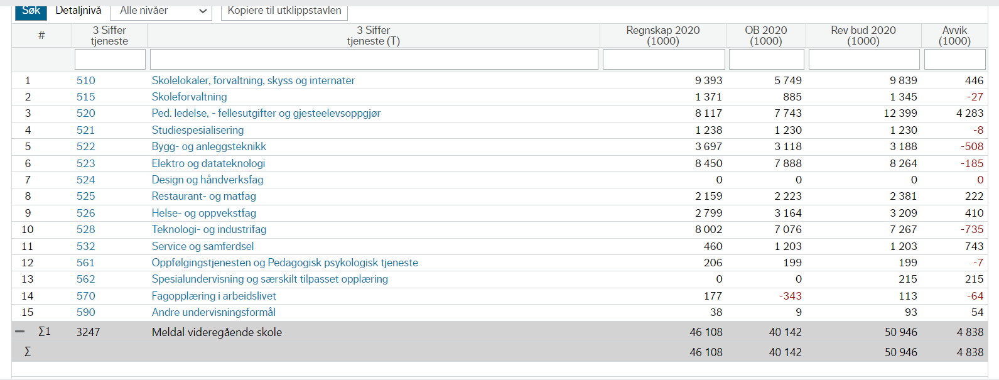 Søk Detaljnivå Alle nivåer Kopiere til utklippstavlen
# 3 Siffer tjeneste 3 Siffer tjeneste (T) Regnskap 2020 (1000) OB 2020 (1000) Rev bud 2020 (1000) Avvik (1000)
1 510 Skolelokaler, forvaltning, skyss og internater 9 393 5 749 9 839 446
2 515 Skoleforvaltning 1 371 885 1 345 -27
3 520 Ped. ledelse, - fellesutgifter og gjesteelevsoppgjør 8 117 7 743 12 399 4 283
4 521 Studiespesialisering 1 238 1 230 1 230 -8
5 522 Bygg- og anleggsteknikk 3 697 3 118 3 188 -508
6 523 Elektro og datateknologi 8 450 7 888 8 264 -185
7 524 Design og håndverksfag 0 0 0 0
8 525 Restaurant- og matfag 2 159 2 223 2 381 222
9 526 Helse- og oppvekstfag 2 799 3 164 3 209 410
10 528 Teknologi- og industrifag 8 002 7 076 7 267 -735
11 532 Service og samferdsel 460 1 203 1 203 743
12 561 Oppfølgingstjenesten og Pedagogisk psykologisk tjeneste 206 199 199 -7
13 562 Spesialundervisning og særskilt tilpasset opplæring 0 0 215 215
14 570 Fagopplæring i arbeidslivet 177 -343 113 -64
15 590 Andre undervisningsformål 38 9 93 54
∑1 3247 Meldal videregående skole 46 108 40 142 50 946 4 838
∑ 46 108 40 142 50 946 4 838